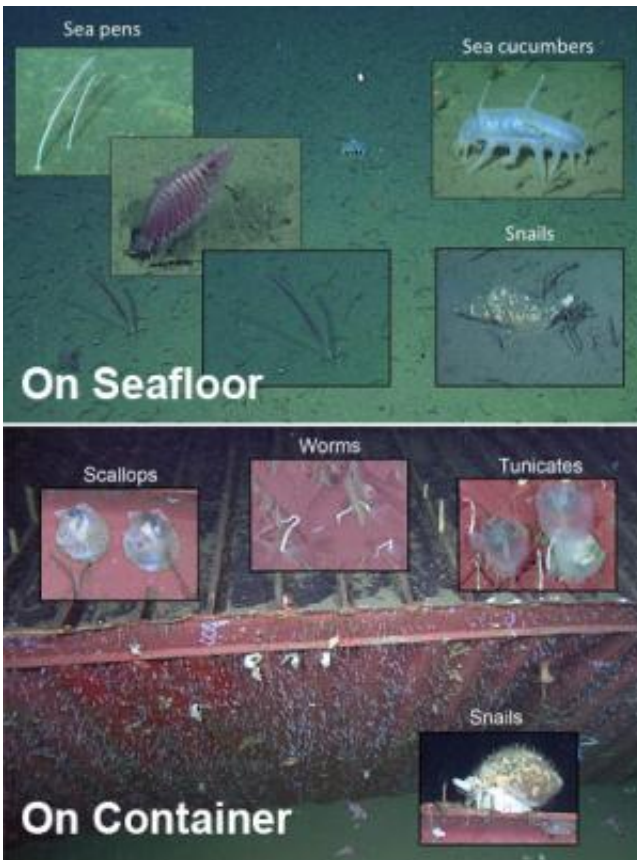 Sea pens
Sea cucumbers
Snails
On Seafloor
Worms
Scallops
Tunicates
Snails
On Container